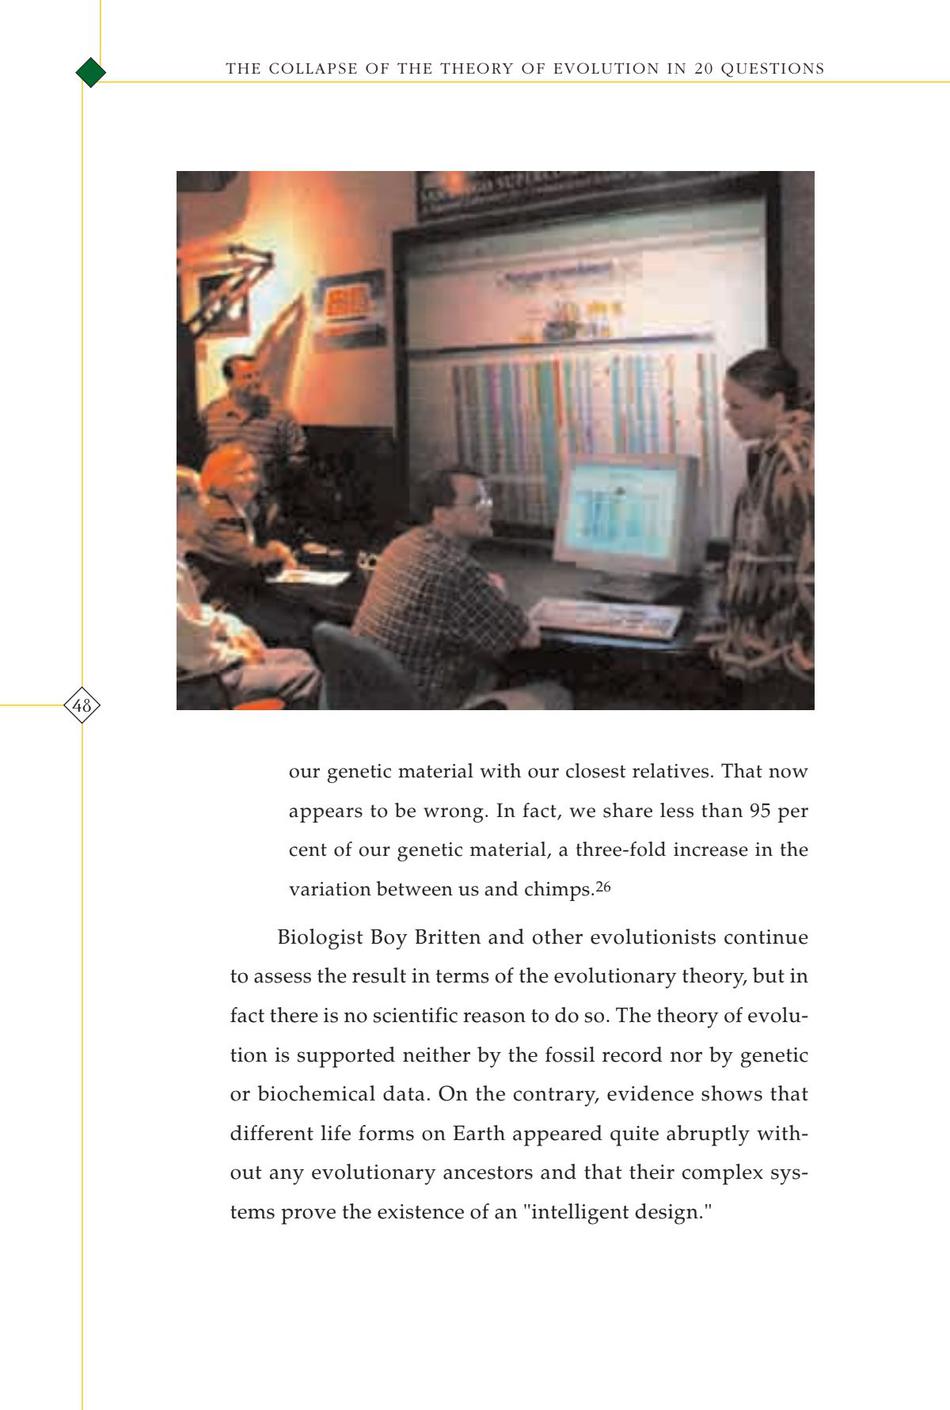 THE COLLAPSE OF THE THEORY OF EVOLUTION IN 20 QUESTIONS
48
our genetic material with our closest relatives. That now
appears to be wrong. In fact, we share less than 95 per
cent of our genetic material, a three-fold increase in the
variation between us and chimps.26
Biologist Boy Britten and other evolutionists continue
to assess the result in terms of the evolutionary theory, but in
fact there is no scientific reason to do so. The theory of evolu-
tion is supported neither by the fossil record nor by genetic
or biochemical data. On the contrary, evidence shows that
different life forms on Earth appeared quite abruptly with-
out any evolutionary ancestors and that their complex sys-
tems prove the existence of an "intelligent design."